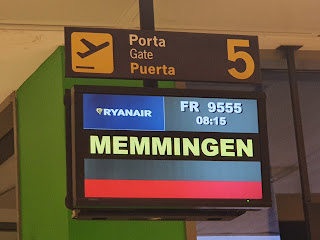 Porta
Gate
Puerta
5
RYANAIR
FR 9555
08:15
MEMMINGEN